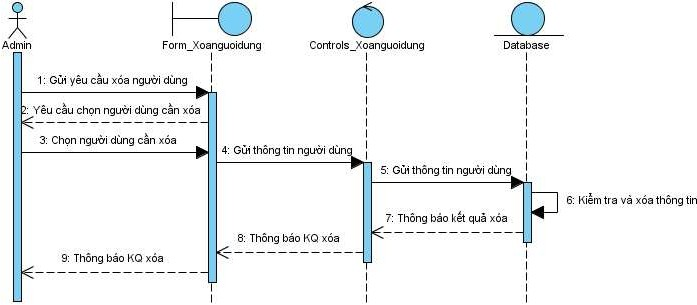 Admin
Form_Xoanguoidung
Controls_Xoanguoidung
Database
1: Gửi yêu cầu xóa người dùng
2: Yêu cầu chọn người dùng cần xóa
3: Chọn người dùng cần xóa
4: Gửi thông tin người dùng
5: Gửi thông tin người dùng
6: Kiểm tra và xóa thông tin
7: Thông báo kết quả xóa
8: Thông báo KQ xóa
9: Thông báo KQ xóa